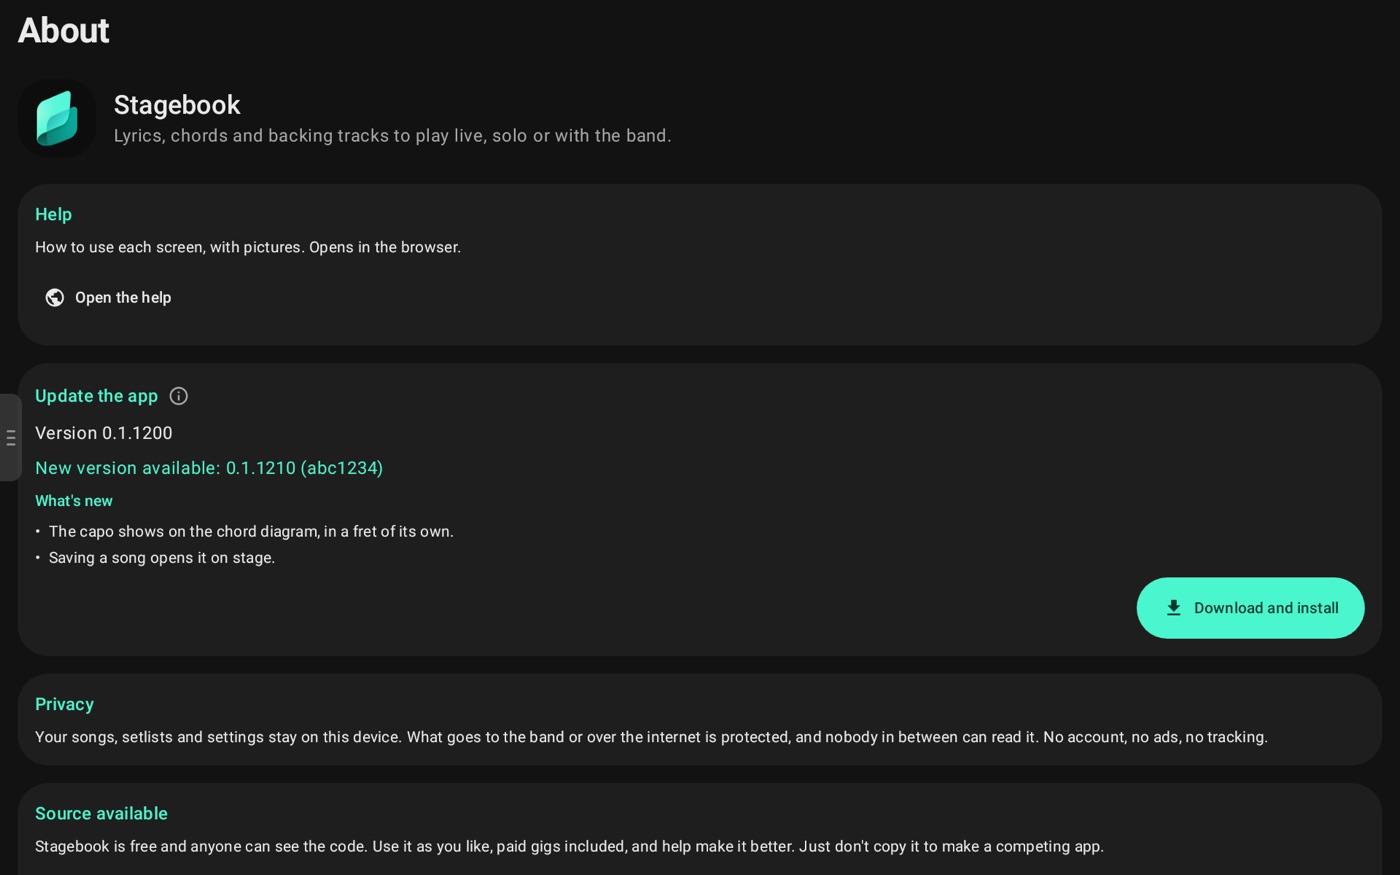 About
Stagebook
Lyrics, chords and backing tracks to play live, solo or with the band.
Help
How to use each screen, with pictures. Opens in the browser.
Open the help
Update the app
Version 0.1.1200
New version available: 0.1.1210 (abc1234)
What's new
• The capo shows on the chord diagram, in a fret of its own.
• Saving a song opens it on stage.
Download and install
Privacy
Your songs, setlists and settings stay on this device. What goes to the band or over the internet is protected, and nobody in between can read it. No account, no ads, no tracking.
Source available
Stagebook is free and anyone can see the code. Use it as you like, paid gigs included, and help make it better. Just don't copy it to make a competing app.